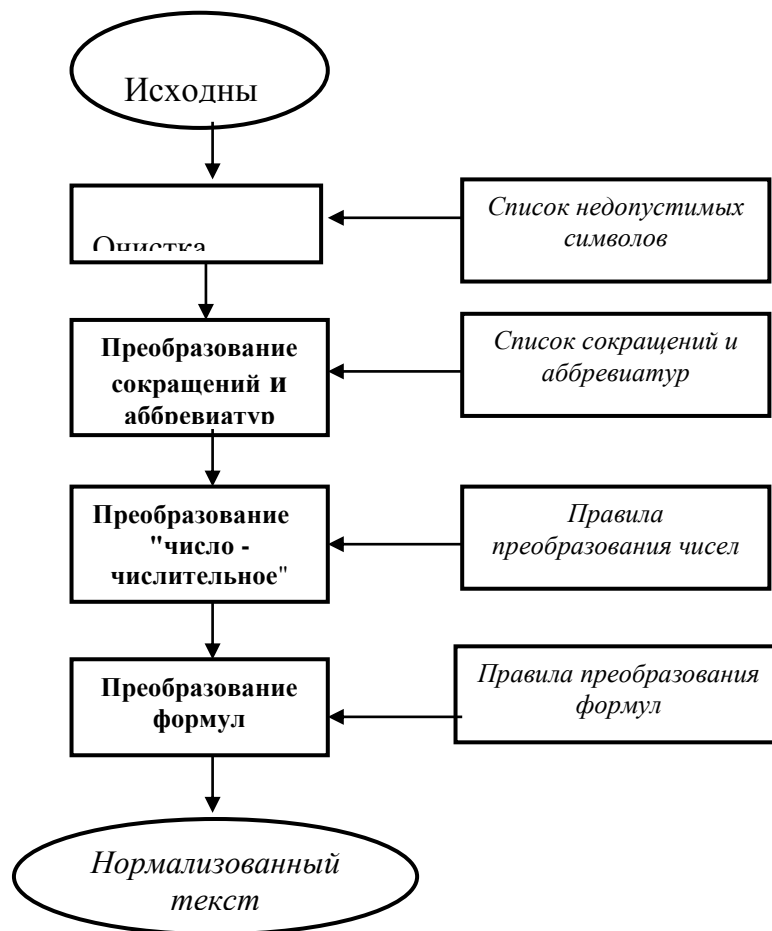 Исходны
Очистка
Список недопустимых
символов
Преобразование
сокращений и
аббревиатур
Список сокращений и
аббревиатур
Преобразование
"число -
числительное"
Правила
преобразования чисел
Преобразование
формул
Правила преобразования
формул
Нормализованный
текст